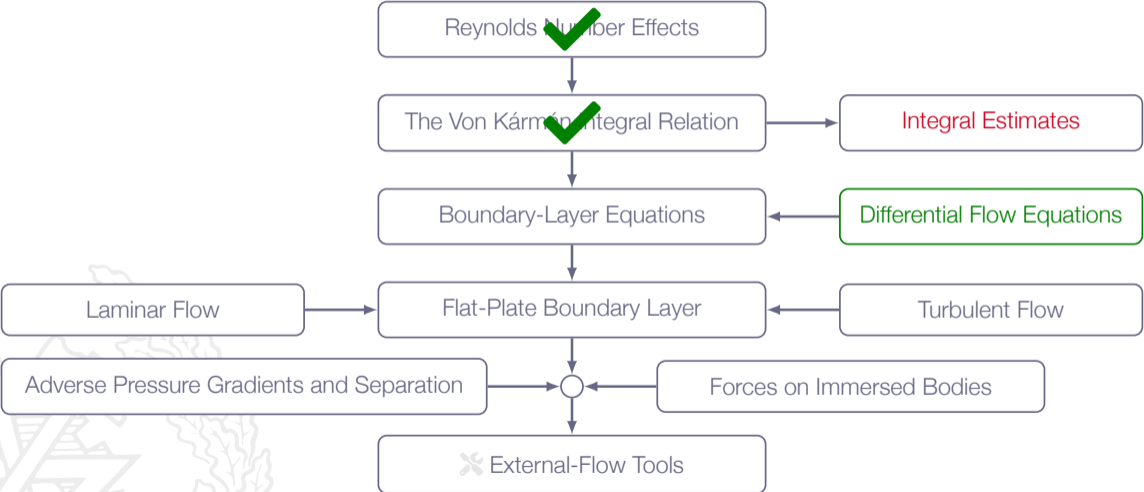 Reynolds Number Effects
The Von Kármán Integral Relation
Integral Estimates
Boundary-Layer Equations
Differential Flow Equations
Laminar Flow
Flat-Plate Boundary Layer
Turbulent Flow
Adverse Pressure Gradients and Separation
Forces on Immersed Bodies
External-Flow Tools